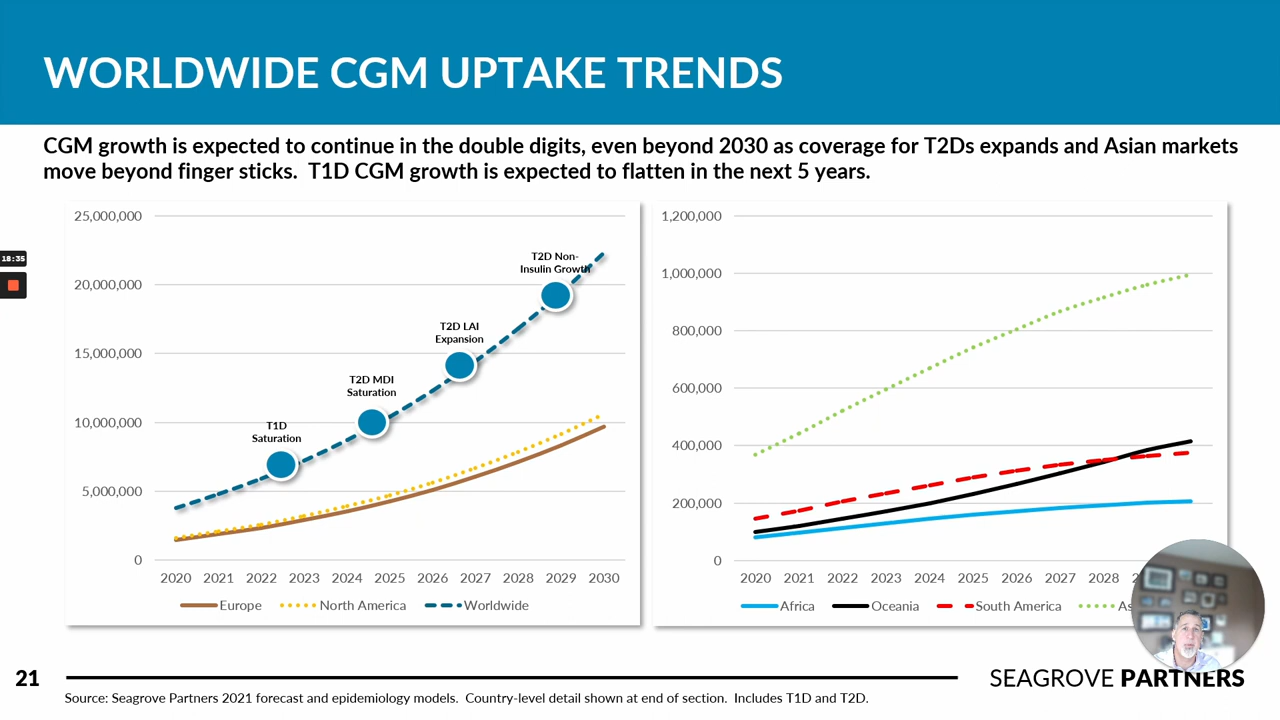 WORLDWIDE CGM UPTAKE TRENDS
CGM growth is expected to continue in the double digits, even beyond 2030 as coverage for T2Ds expands and Asian markets
move beyond finger sticks. T1D CGM growth is expected to flatten in the next 5 years.
18:35
25,000,000
20,000,000
15,000,000
10,000,000
5,000,000
0
T2D Non-
Insulin Growth
T2D LAI
Expansion
T2D MDI
Saturation
T1D
Saturation
2020 2021 2022 2023 2024 2025 2026 2027 2028 2029 2030
Europe North America Worldwide
1,200,000
1,000,000
800,000
600,000
400,000
200,000
0
2020 2021 2022 2023 2024 2025 2026 2027 2028
Africa Oceania South America
21
SEAGROVE PARTNERS
Source: Seagrove Partners 2021 forecast and epidemiology models. Country-level detail shown at end of section. Includes T1D and T2D.